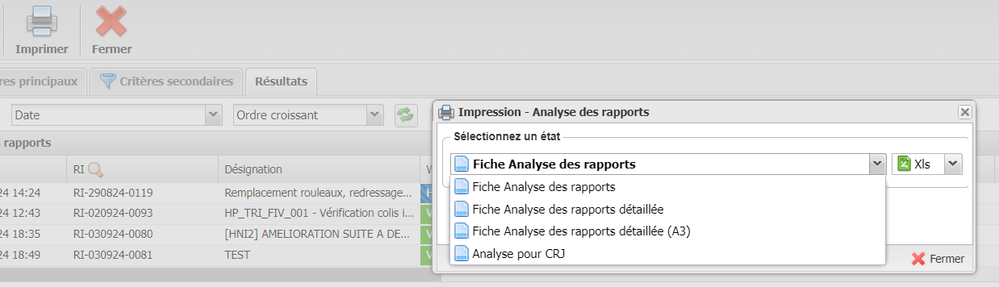 Imprimer
Fermer
res principaux
Critères secondaires
Résultats
Date
Ordre croissant
Impression - Analyse des rapports
rapports
Sélectionnez un état
RI
Désignation
Fiche Analyse des rapports
Xls
24 14:24
RI-290824-0119
Remplacement rouleaux, redressage...
Fiche Analyse des rapports
24 12:43
RI-020924-0093
HP_TRI_FIV_001 - Vérification colis i...
Fiche Analyse des rapports détaillée
24 18:35
RI-030924-0080
[HNI2] AMELIORATION SUITE A DE...
Fiche Analyse des rapports détaillée (A3)
24 18:49
RI-030924-0081
TEST
Analyse pour CRJ
Fermer